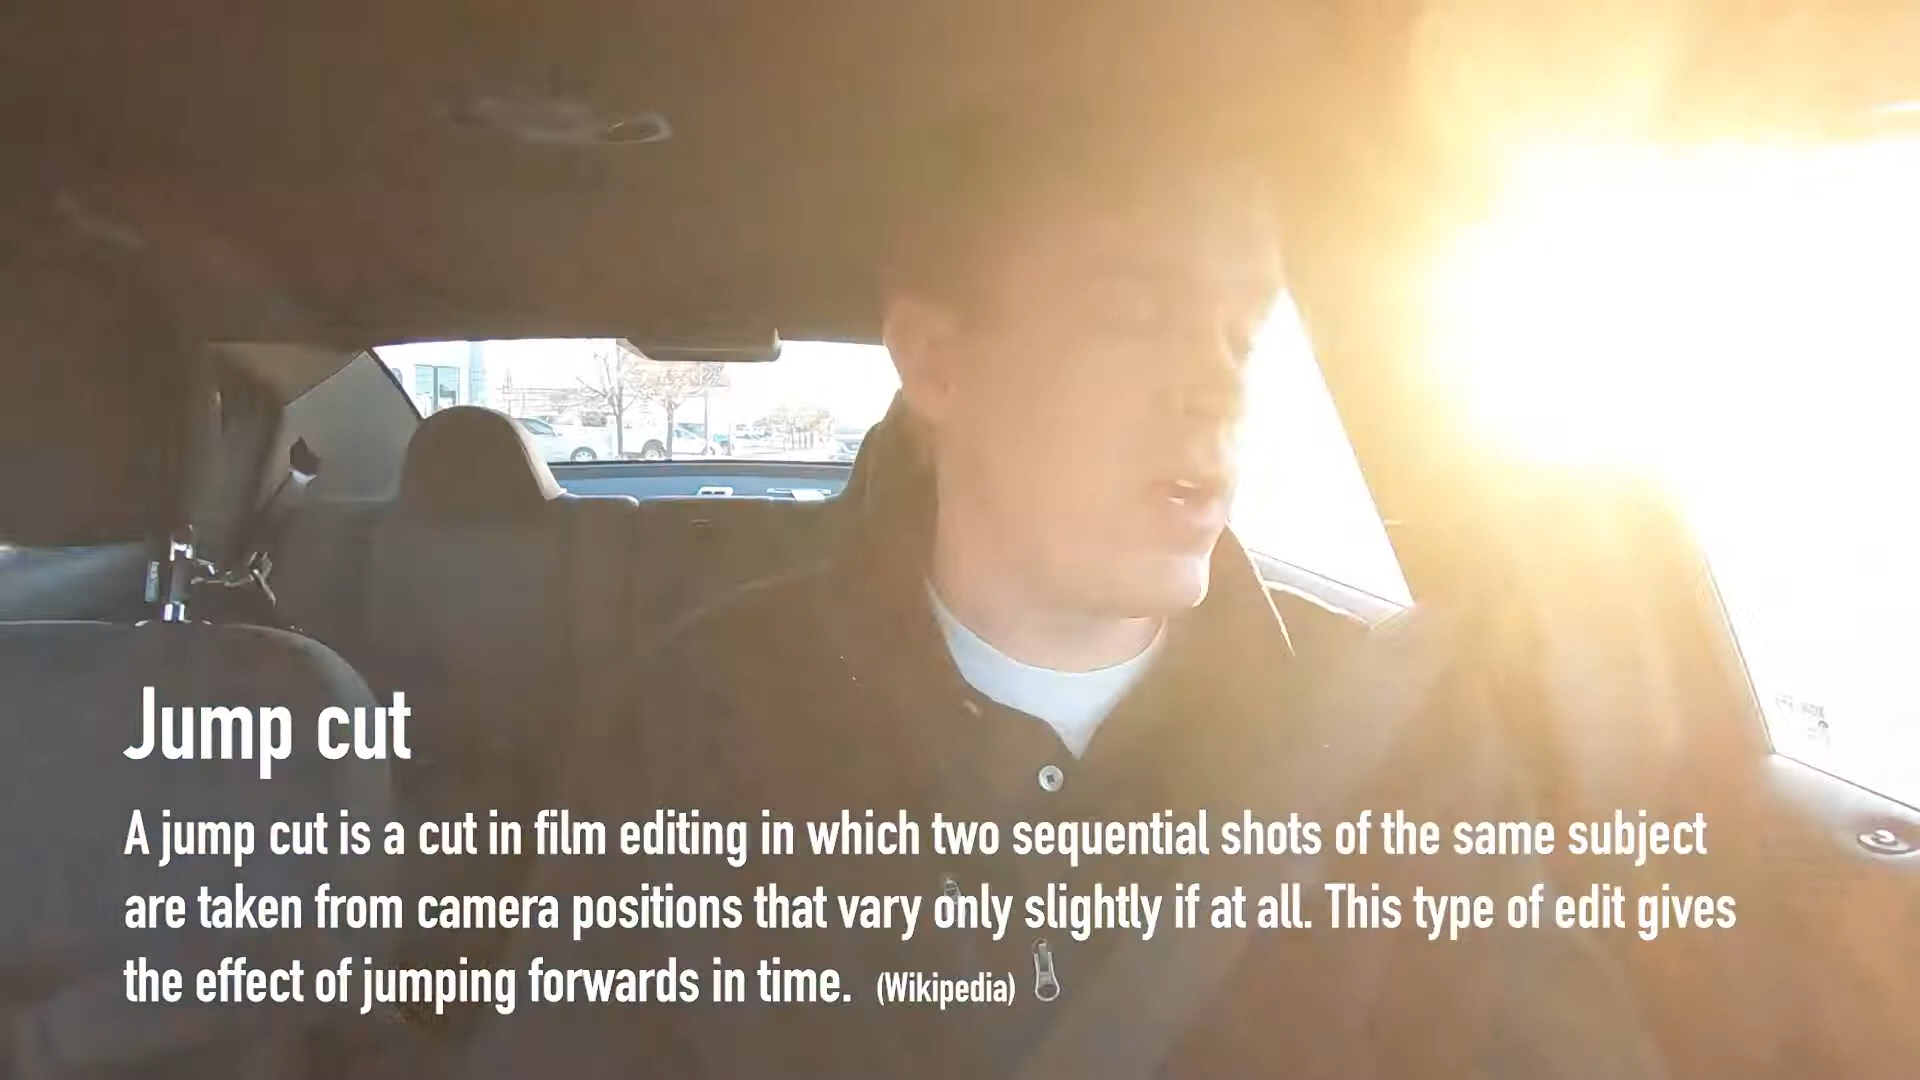 Jump cut
A jump cut is a cut in film editing in which two sequential shots of the same subject
are taken from camera positions that vary only slightly if at all. This type of edit gives
the effect of jumping forwards in time. (Wikipedia)